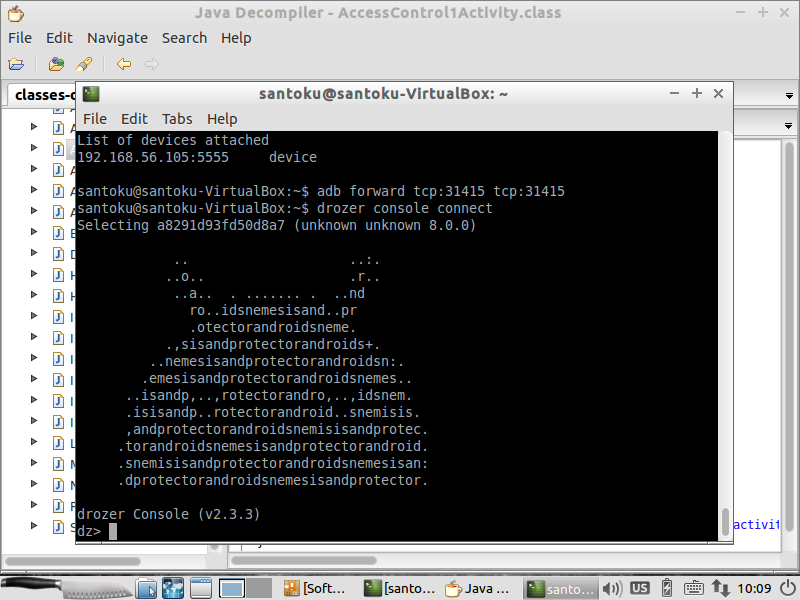 Java Decompiler - AccessControl1Activity.class
File Edit Navigate Search Help
classes-
santoku@santoku-VirtualBox: ~
File Edit Tabs Help
List of devices attached
192.168.56.105:5555 device
santoku@santoku-VirtualBox:~$ adb forward tcp:31415 tcp:31415
santoku@santoku-VirtualBox:~$ drozer console connect
Selecting a8291d93fd50d8a7 (unknown unknown 8.0.0)
.. ..:.
..o.. .r..
..a.. . ....... . ..nd
ro..idsnemesisand..pr
.otectorandroidsneme.
.,sisandprotectorandroids+.
..nemesisandprotectorandroidsn:.
.emesisandprotectorandroidsnemes..
..isandp,..,rotectorandro,..,idsnem.
.isisandp..rotectorandroid..snemisis.
,andprotectorandroidsnemisisandprotec.
.torandroidsnemesisandprotectorandroid.
.snemisisandprotectorandroidsnemesisan:
.dprotectorandroidsnemesisandprotector.
drozer Console (v2.3.3)
dz>
activit
[Soft... [santo... Java ... santo... US 10:09